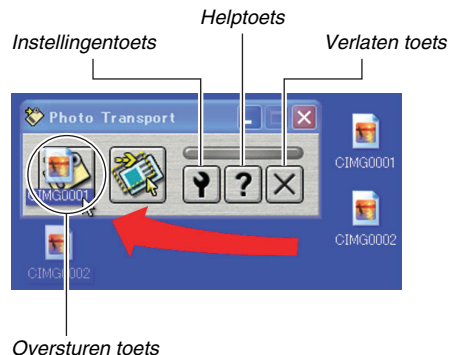 Helptoets
Instellingentoets
Verlaten toets
Photo Transport
CIMG0001
CIMG0001
CIMG0002
CIMG0002
Oversturen toets